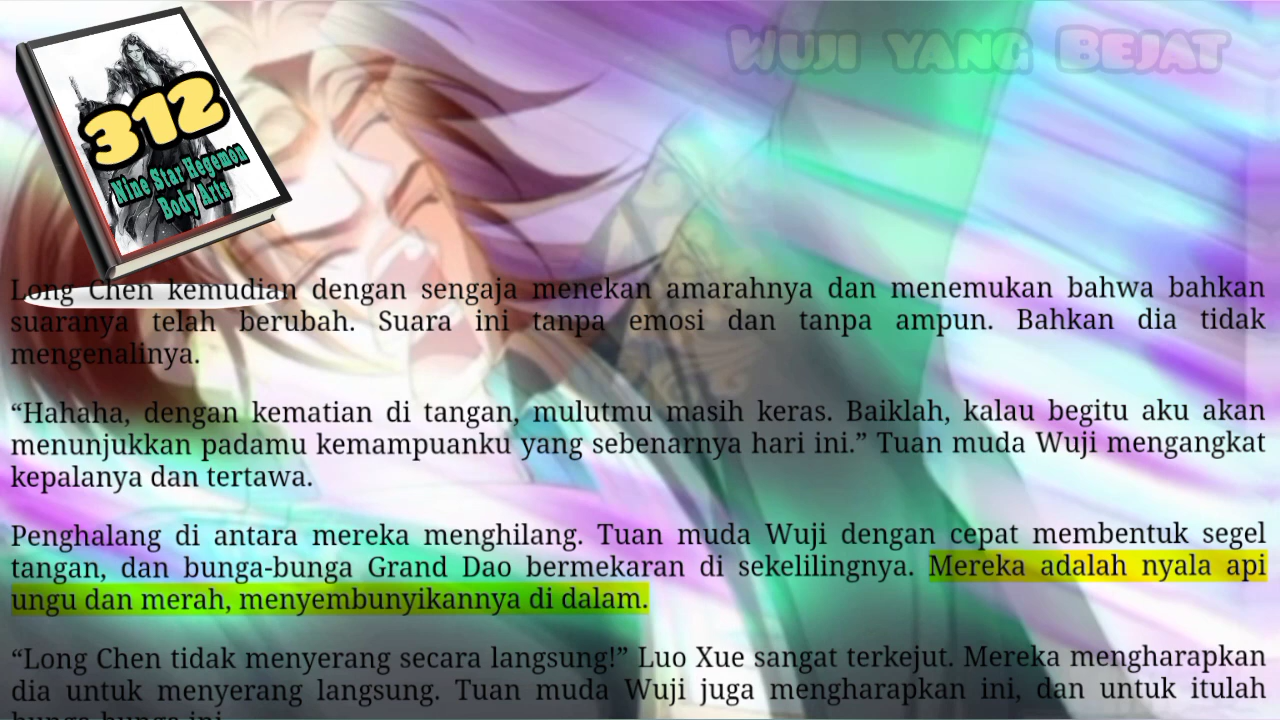 Wuji yang Bejat
312
Nine Star Hegemon
Body Arts
Long Chen kemudian dengan sengaja menekan amarahnya dan menemukan bahwa bahkan
suaranya telah berubah. Suara ini tanpa emosi dan tanpa ampun. Bahkan dia tidak
mengenalinya.
“Hahaha, dengan kematian di tangan, mulutmu masih keras. Baiklah, kalau begitu aku akan
menunjukkan padamu kemampuanku yang sebenarnya hari ini.” Tuan muda Wuji mengangkat
kepalanya dan tertawa.
Penghalang di antara mereka menghilang. Tuan muda Wuji dengan cepat membentuk segel
tangan, dan bunga-bunga Grand Dao bermekaran di sekelilingnya. Mereka adalah nyala api
ungu dan merah, menyembunyikannya di dalam.
“Long Chen tidak menyerang secara langsung!” Luo Xue sangat terkejut. Mereka mengharapkan
dia untuk menyerang langsung. Tuan muda Wuji juga mengharapkan ini, dan untuk itulah